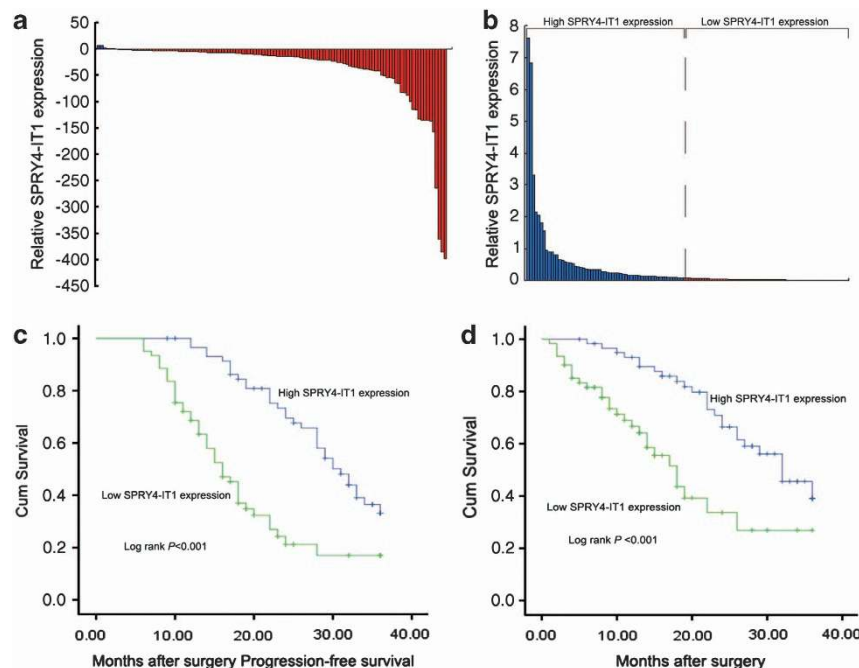 a
Relative SPRY4-IT1 expression
50
0
-50
-100
-150
-200
-250
-300
-350
-400
-450
b
High SPRY4-IT1 expression
Low SPRY4-IT1 expression
Relative SPRY4-IT1 expression
8
7
6
5
4
3
2
1
0
c
Cum Survival
1.0
0.8
0.6
0.4
0.2
0.0
High SPRY4-IT1 expression
Low SPRY4-IT1 expression
Log rank P<0.001
0.00 10.00 20.00 30.00 40.00
Months after surgery Progression-free survival
d
Cum Survival
1.0
0.8
0.6
0.4
0.2
0.0
High SPRY4-IT1 expression
Low SPRY4-IT1 expression
Log rank P <0.001
0.00 10.00 20.00 30.00 40.00
Months after surgery